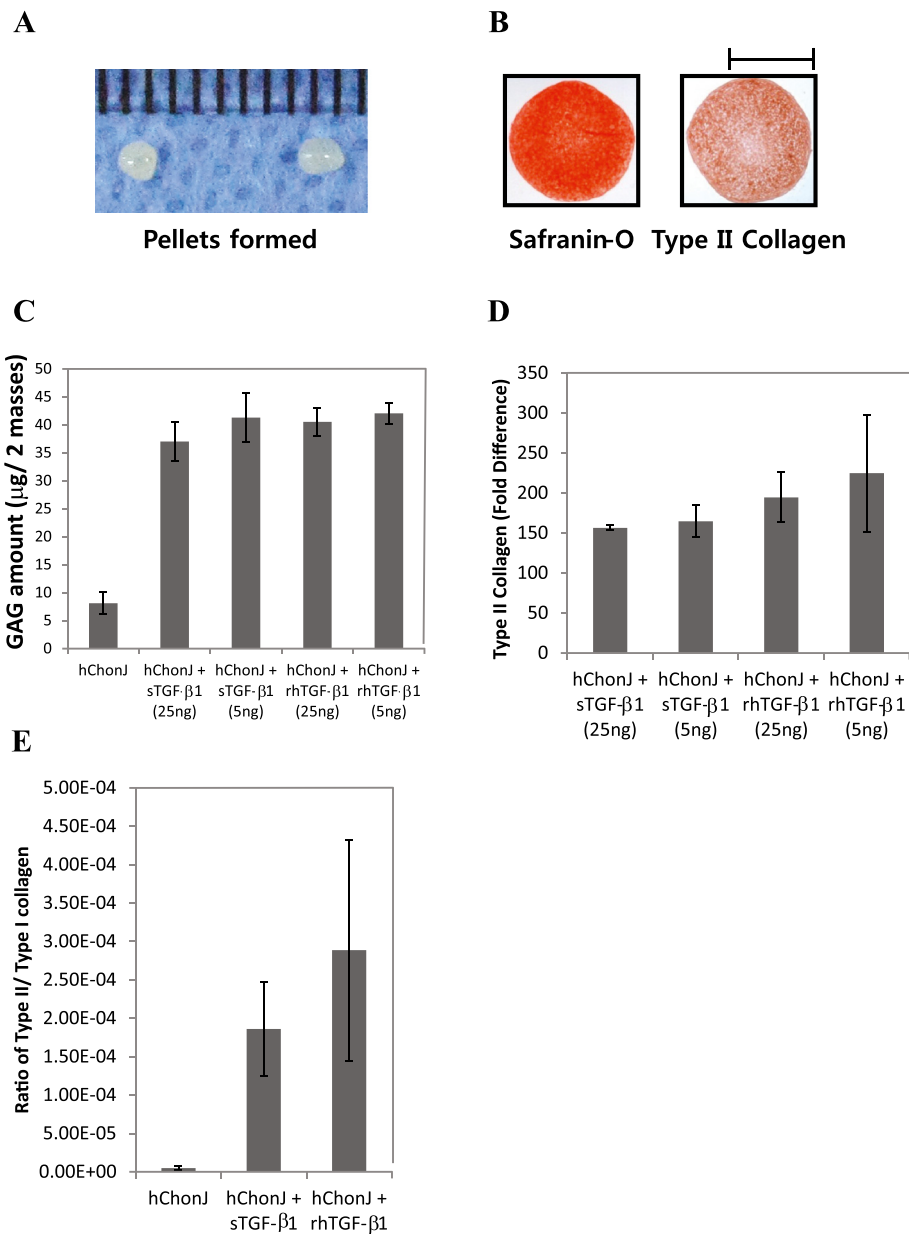 A
B
Pellets formed
Safranin-O
Type II Collagen
C
GAG amount (μg/ 2 masses)
50
45
40
35
30
25
20
15
10
5
0
hChonJ
hChonJ +
sTGF-β1
(25ng)
hChonJ +
sTGF-β1
(5ng)
hChonJ +
rhTGF-β1
(25ng)
hChonJ +
rhTGF-β1
(5ng)
D
Type II Collagen (Fold Difference)
350
300
250
200
150
100
50
0
hChonJ +
sTGF-β1
(25ng)
hChonJ +
sTGF-β1
(5ng)
hChonJ +
rhTGF-β1
(25ng)
hChonJ +
rhTGF-β1
(5ng)
E
Ratio of Type II/ Type I collagen
5.00E-04
4.50E-04
4.00E-04
3.50E-04
3.00E-04
2.50E-04
2.00E-04
1.50E-04
1.00E-04
5.00E-05
0.00E+00
hChonJ
hChonJ +
sTGF-β1
hChonJ +
rhTGF-β1